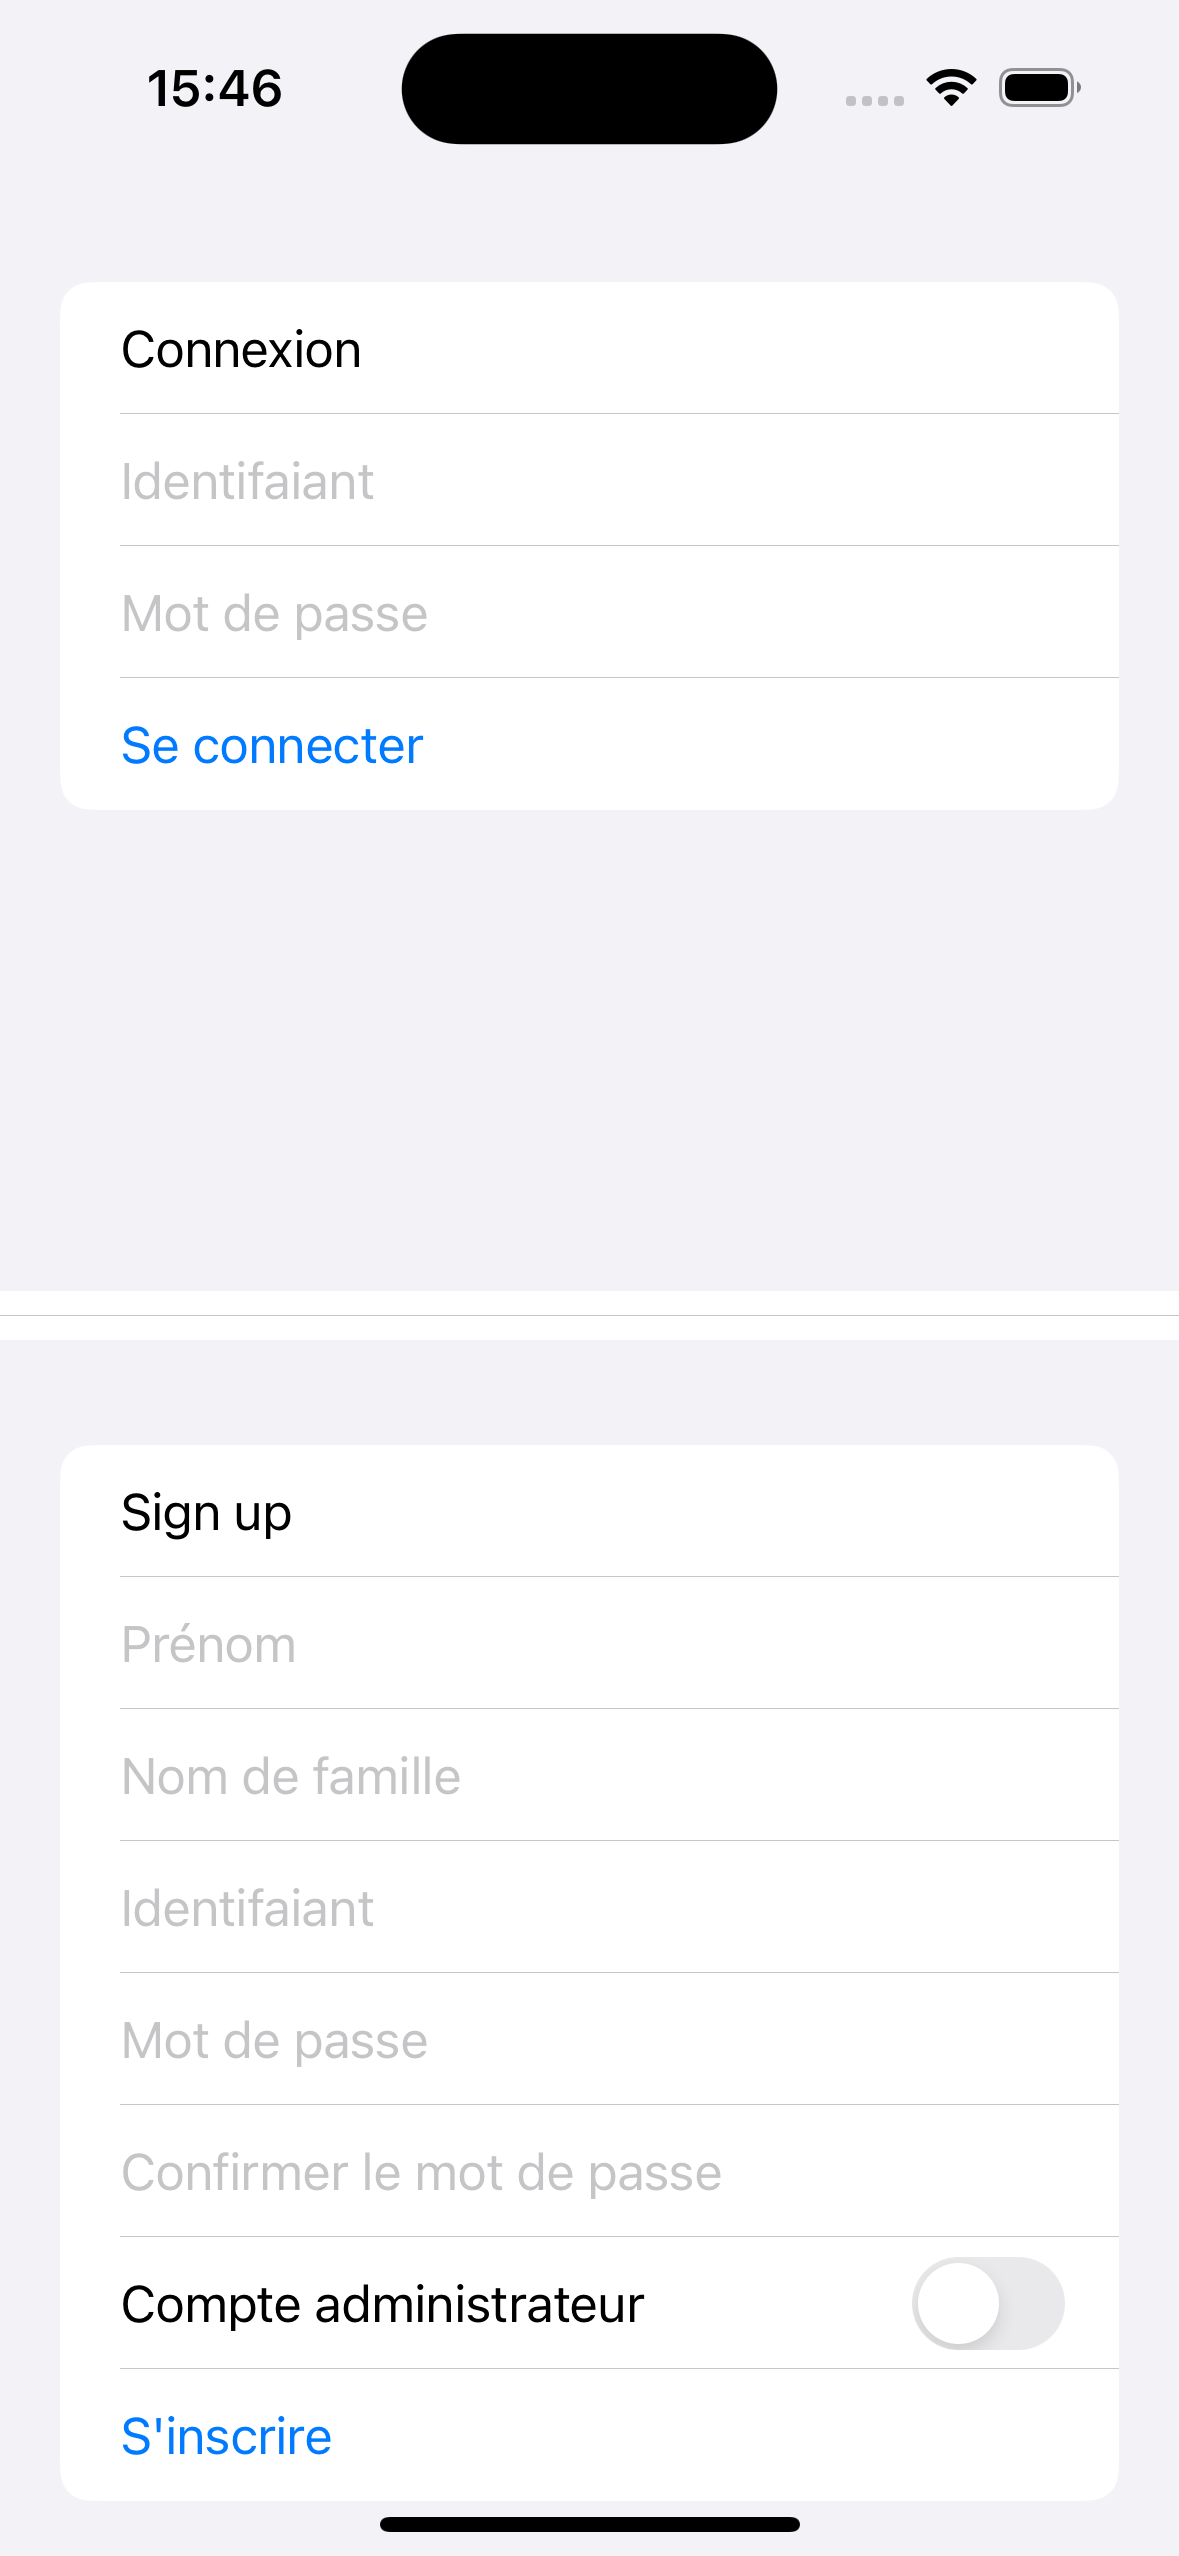 15:46
Connexion
Identifaiant
Mot de passe
Se connecter
Sign up
Prénom
Nom de famille
Identifaiant
Mot de passe
Confirmer le mot de passe
Compte administrateur
S'inscrire